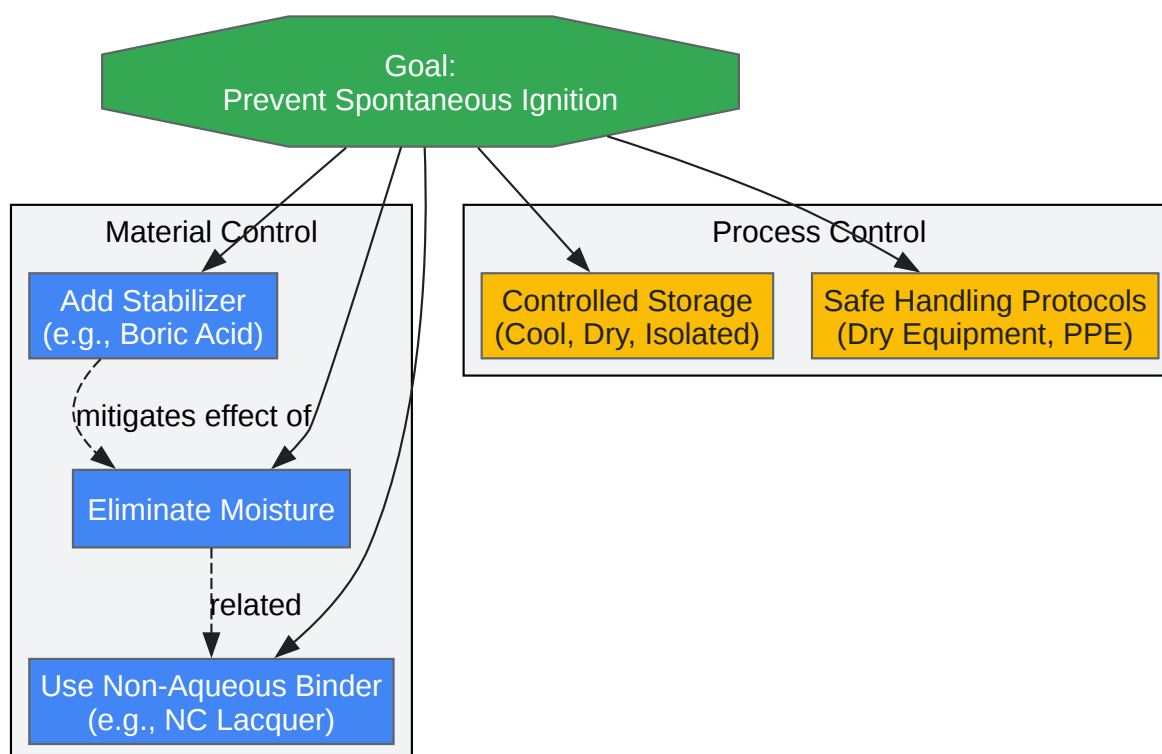 Goal:
Prevent Spontaneous Ignition
Material Control
Process Control
Add Stabilizer
(e.g., Boric Acid)
Controlled Storage
(Cool, Dry, Isolated)
Safe Handling Protocols
(Dry Equipment, PPE)
mitigates effect of
Eliminate Moisture
related
Use Non-Aqueous Binder
(e.g., NC Lacquer)